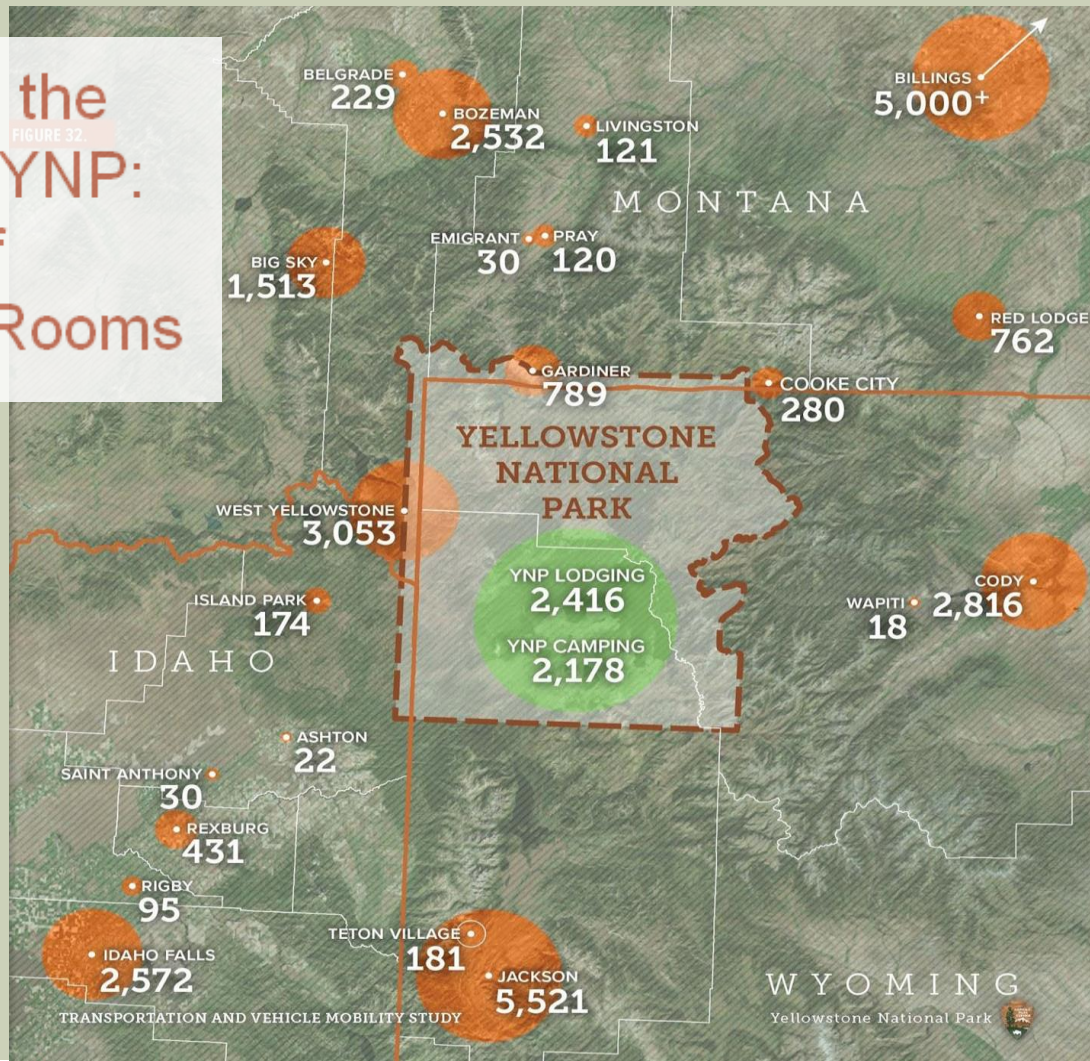 the
FIGURE 32.
YNP:
Rooms
BELGRADE
229
BOZEMAN
2,532
LIVINGSTON
121
BILLINGS
5,000+
MONTANA
EMIGRANT
30
PRAY
120
BIG SKY
1,513
RED LODGE
762
GARDINER
789
COOKE CITY
280
YELLOWSTONE
NATIONAL
PARK
WEST YELLOWSTONE
3,053
YNP LODGING
2,416
YNP CAMPING
2,178
ISLAND PARK
174
CODY
2,816
WAPITI
18
IDAHO
ASHTON
22
SAINT ANTHONY
30
REXBURG
431
RIGBY
95
IDAHO FALLS
2,572
TETON VILLAGE
181
JACKSON
5,521
WYOMING
Yellowstone National Park
TRANSPORTATION AND VEHICLE MOBILITY STUDY